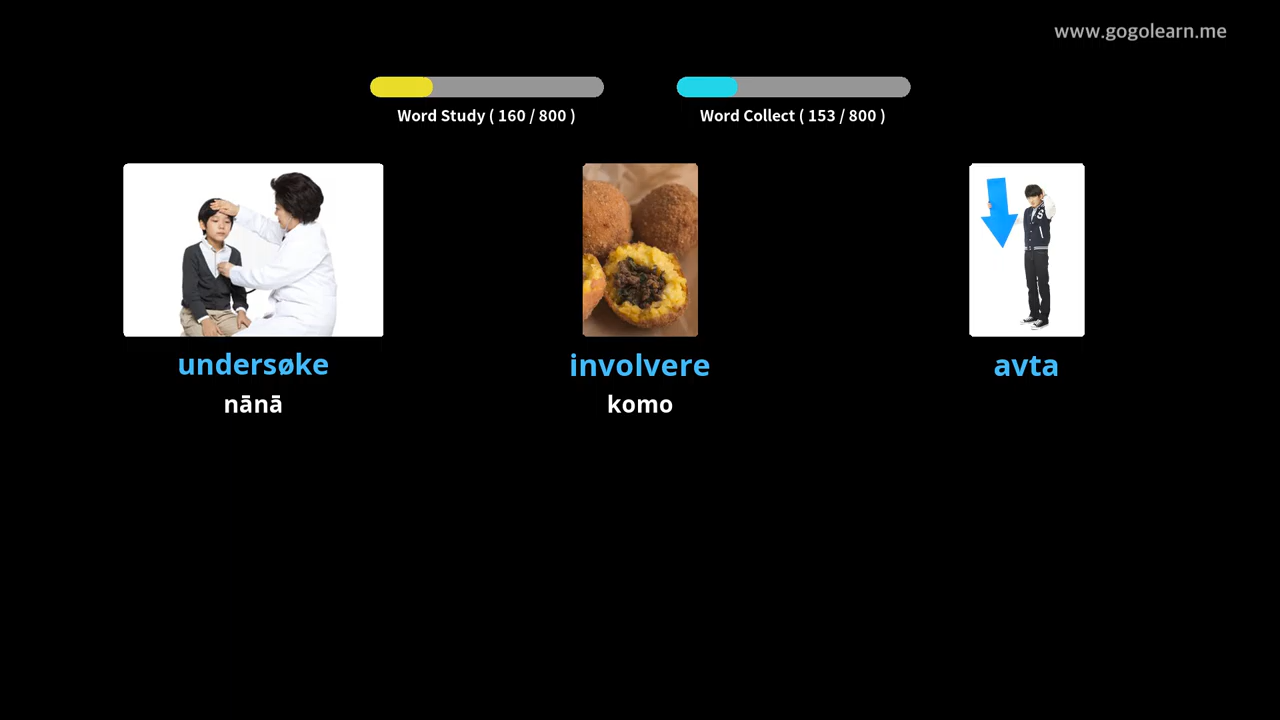 www.gogolearn.me
Word Study ( 160 / 800 )
Word Collect ( 153 / 800 )
undersøke
nānā
involvere
komo
avta